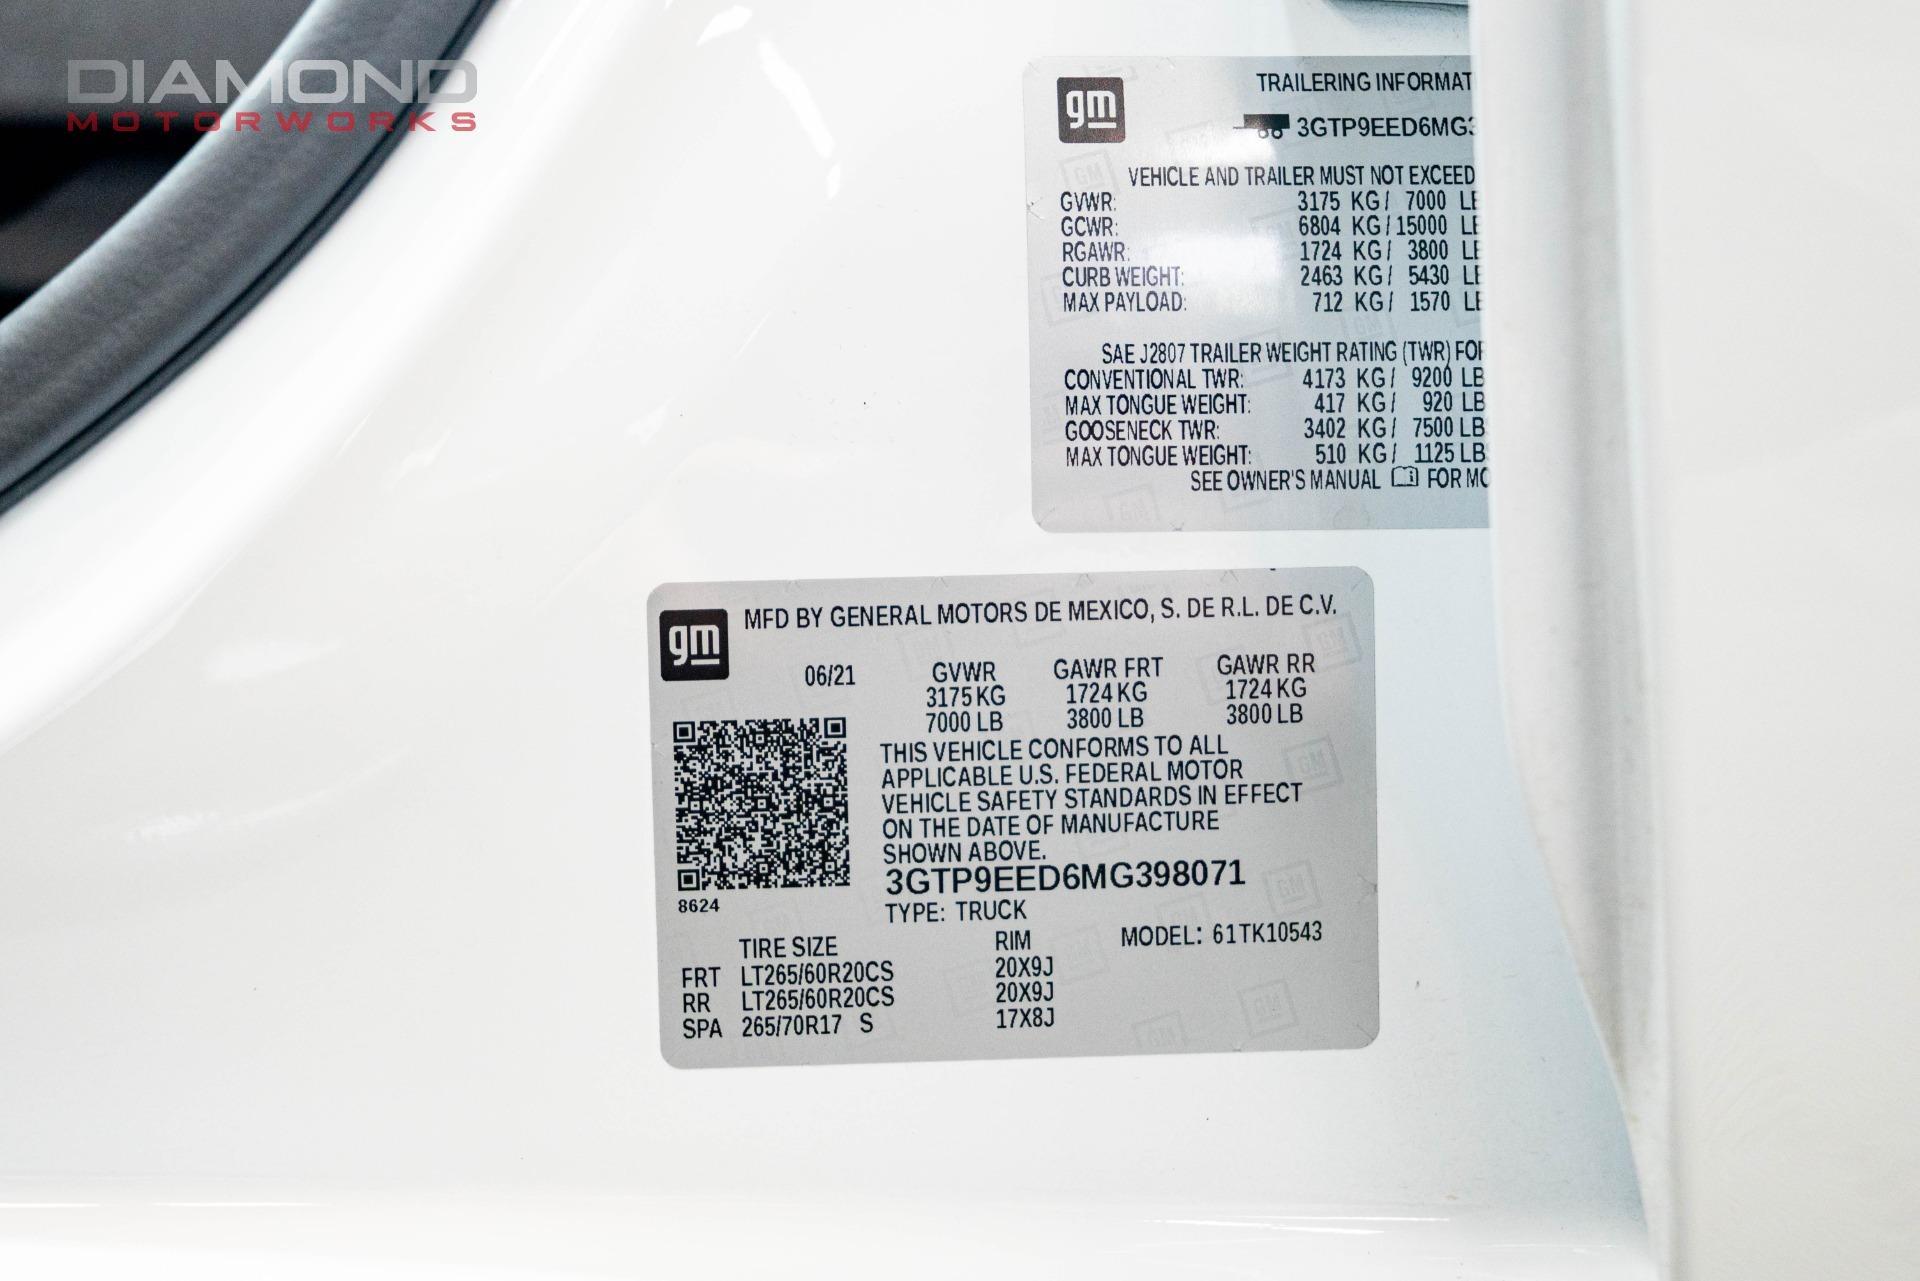 DIAMOND
MOTORWORKS
gm
TRAILERING INFORMAT
3GTP9EED6MG3
VEHICLE AND TRAILER MUST NOT EXCEED
GVWR: 3175 KG/ 7000 LB
GCWR: 6804 KG/15000 LB
RGAWR: 1724 KG/ 3800 LB
CURB WEIGHT: 2463 KG/ 5430 LB
MAX PAYLOAD: 712 KG/ 1570 LB
SAE J2807 TRAILER WEIGHT RATING (TWR) FOR
CONVENTIONAL TWR: 4173 KG/ 9200 LB
MAX TONGUE WEIGHT: 417 KG/ 920 LB
GOOSENECK TWR: 3402 KG/ 7500 LBS
MAX TONGUE WEIGHT: 510 KG/ 1125 LBS
SEE OWNER'S MANUAL FOR MO
gm
MFD BY GENERAL MOTORS DE MEXICO, S. DE R.L. DE C.V.
06/21 GVWR GAWR FRT GAWR RR
3175 KG 1724 KG 1724 KG
7000 LB 3800 LB 3800 LB
THIS VEHICLE CONFORMS TO ALL
APPLICABLE U.S. FEDERAL MOTOR
VEHICLE SAFETY STANDARDS IN EFFECT
ON THE DATE OF MANUFACTURE
SHOWN ABOVE.
3GTP9EED6MG398071
8624
TYPE: TRUCK
TIRE SIZE RIM MODEL: 61TK10543
FRT LT265/60R20CS 20X9J
RR LT265/60R20CS 20X9J
SPA 265/70R17 S 17X8J